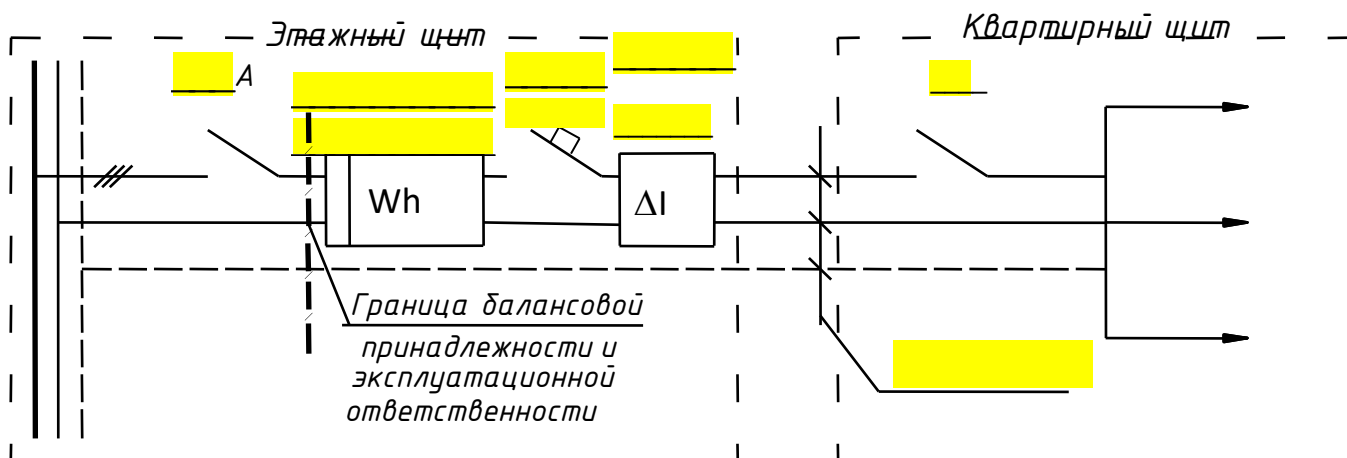 Этажный щит
Квартирный щит
А
Wh
ΔI
Граница балансовой
принадлежности и
эксплуатационной
ответственности